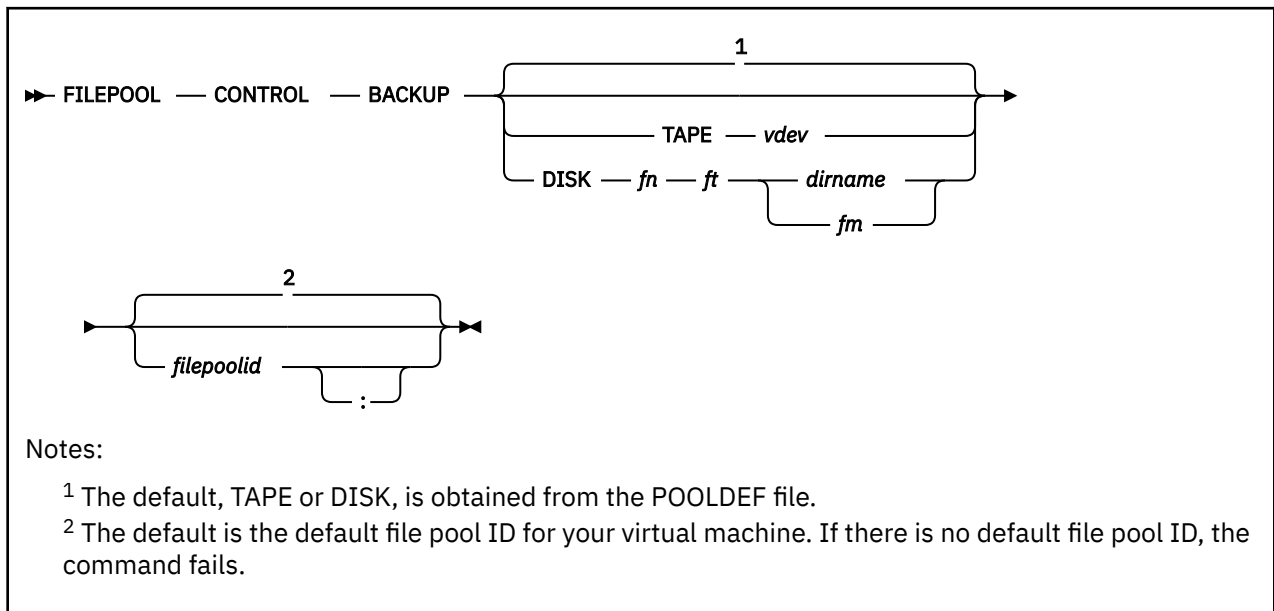 1
FILEPOOL CONTROL BACKUP
TAPE vdev
DISK fn ft dirname
fm
2
filepoolid
:
Notes:
1 The default, TAPE or DISK, is obtained from the POOLDEF file.
2 The default is the default file pool ID for your virtual machine. If there is no default file pool ID, the
command fails.